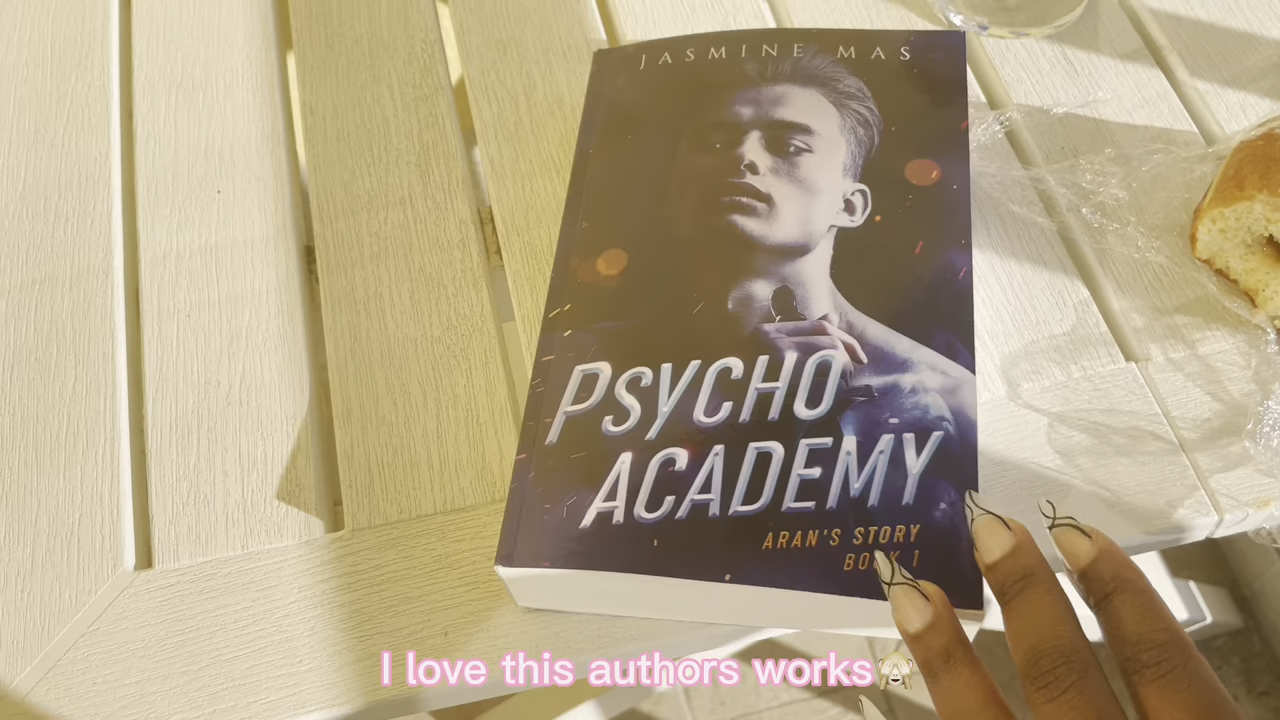 JASMINE MAS
PSYCHO
ACADEMY
ARAN'S STORY
BOOK 1
I love this authors works🙈